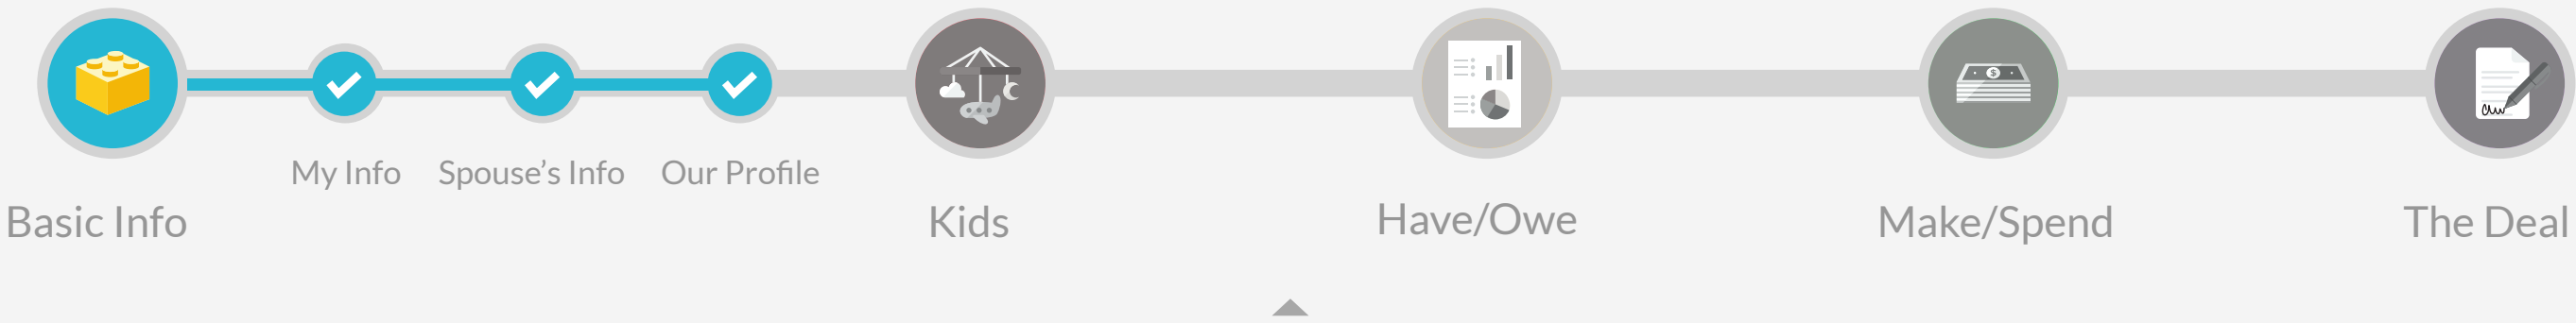 My Info
Spouse’s Info
Our Profile
Basic Info
Kids
Have/Owe
Make/Spend
The Deal